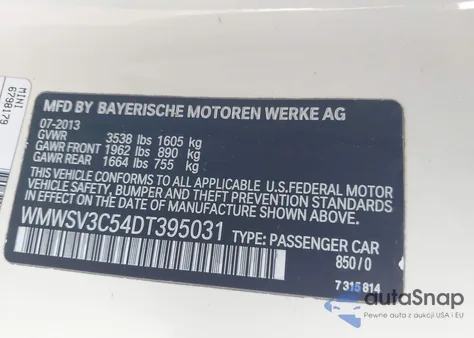 MINI
6798179
MFD BY BAYERISCHE MOTOREN WERKE AG
07-2013
GVWR 3538 lbs 1605 kg
GAWR FRONT 1962 lbs 890 kg
GAWR REAR 1664 lbs 755 kg
THIS VEHICLE CONFORMS TO ALL APPLICABLE U.S.FEDERAL MOTOR
VEHICLE SAFETY, BUMPER, AND THEFT PREVENTION STANDARDS
IN EFFECT ON THE DATE OF MANUFACTURE SHOWN ABOVE.
WMWSV3C54DT395031 TYPE: PASSENGER CAR
850/0
7 315 814
autoSnap
Pewne auta z USA i EU